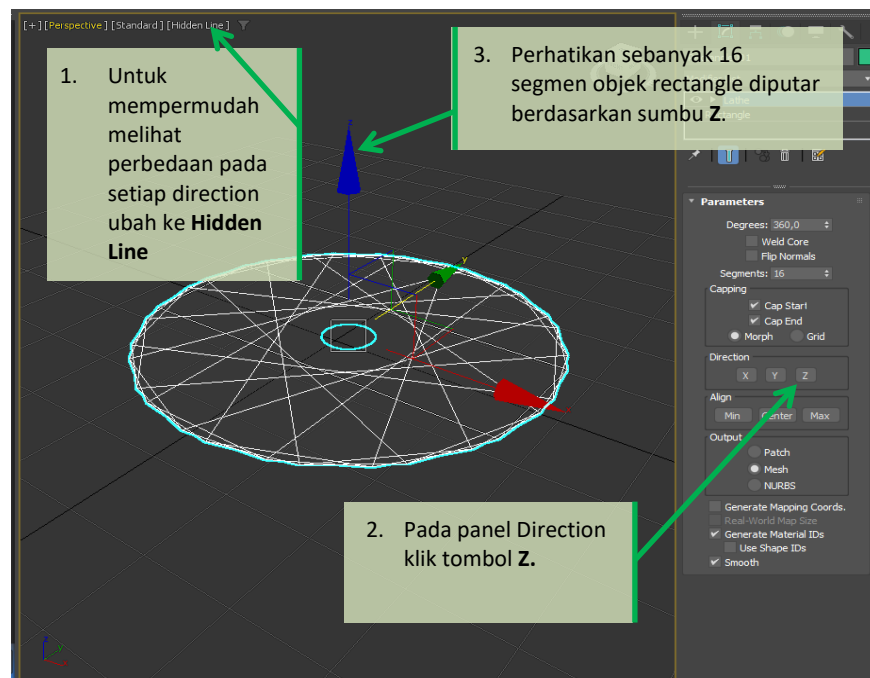 [+] [Perspective] [Standard] [Hidden Line]
1. Untuk
mempermudah
melihat
perbedaan pada
setiap direction
ubah ke Hidden
Line
3. Perhatikan sebanyak 16
segmen objek rectangle diputar
berdasarkan sumbu Z.
Lathe
z
y
Parameters
Degrees: 360,0
Weld Core
Flip Normals
Segments: 16
Capping
Cap Start
Cap End
Morph Grid
Direction
X Y Z
Align
Min Center Max
Output
Patch
Mesh
NURBS
Generate Mapping Coords.
Real-World Map Size
Generate Material IDs
Use Shape IDs
Smooth
2. Pada panel Direction
klik tombol Z.
z
y